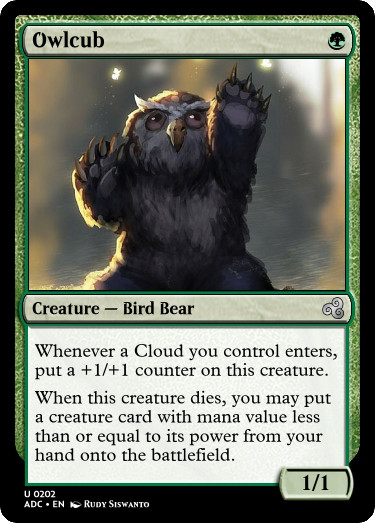 Owlcub
Creature — Bird Bear
Whenever a Cloud you control enters,
put a +1/+1 counter on this creature.
When this creature dies, you may put
a creature card with mana value less
than or equal to its power from your
hand onto the battlefield.
1/1
U 0202
ADC • EN Rudy Siswanto